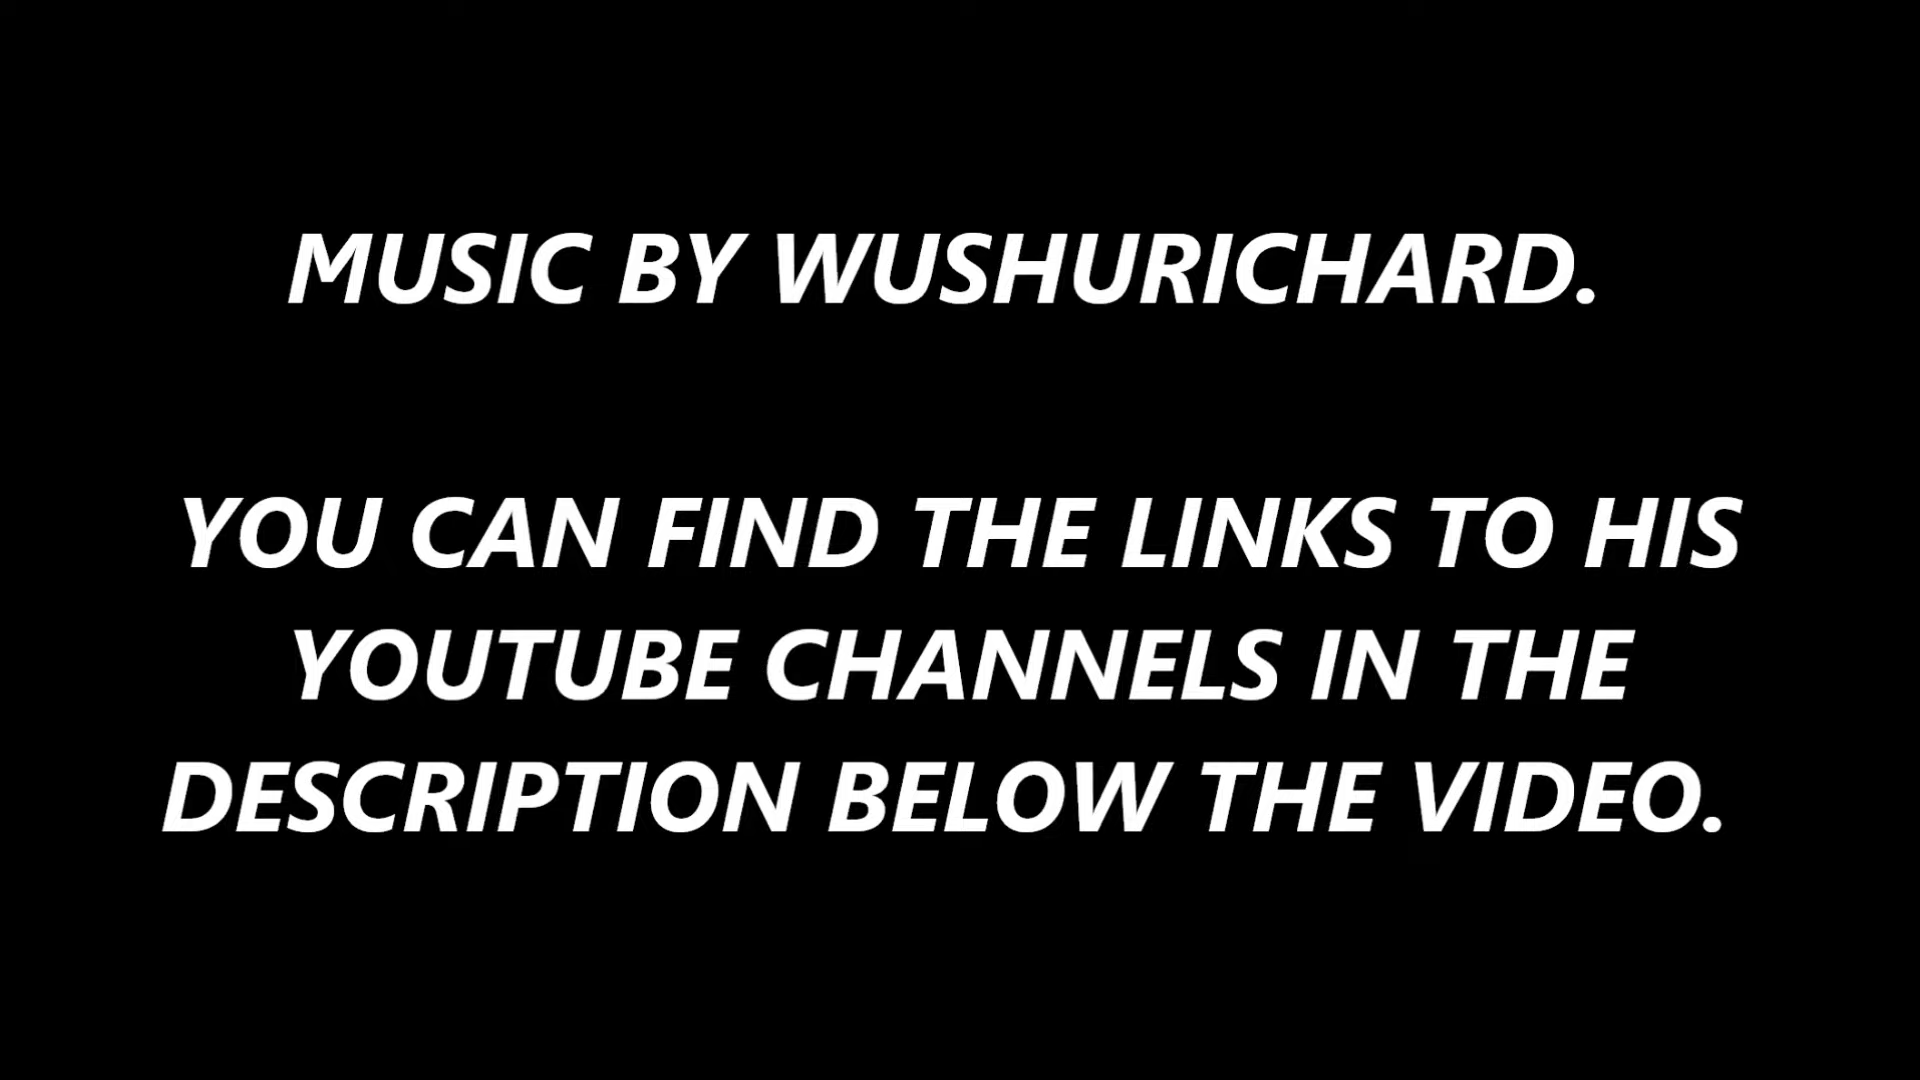 MUSIC BY WUSHURICHARD.
YOU CAN FIND THE LINKS TO HIS
YOUTUBE CHANNELS IN THE
DESCRIPTION BELOW THE VIDEO.